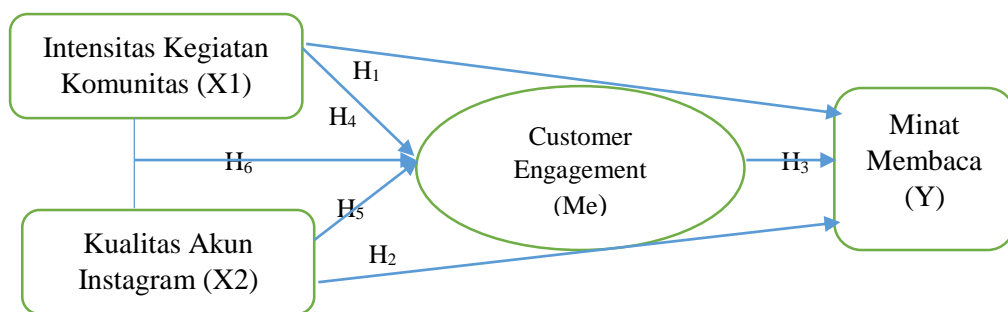 Intensitas Kegiatan
Komunitas (X1)
H1
H4
H6
H5
H2
Customer
Engagement
(Me)
H3
Minat
Membaca
(Y)
Kualitas Akun
Instagram (X2)